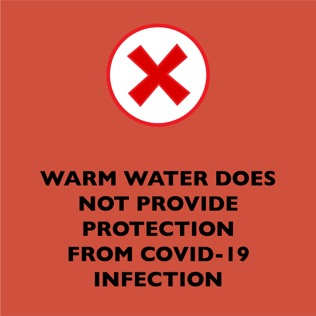 WARM WATER DOES
NOT PROVIDE
PROTECTION
FROM COVID-19
INFECTION